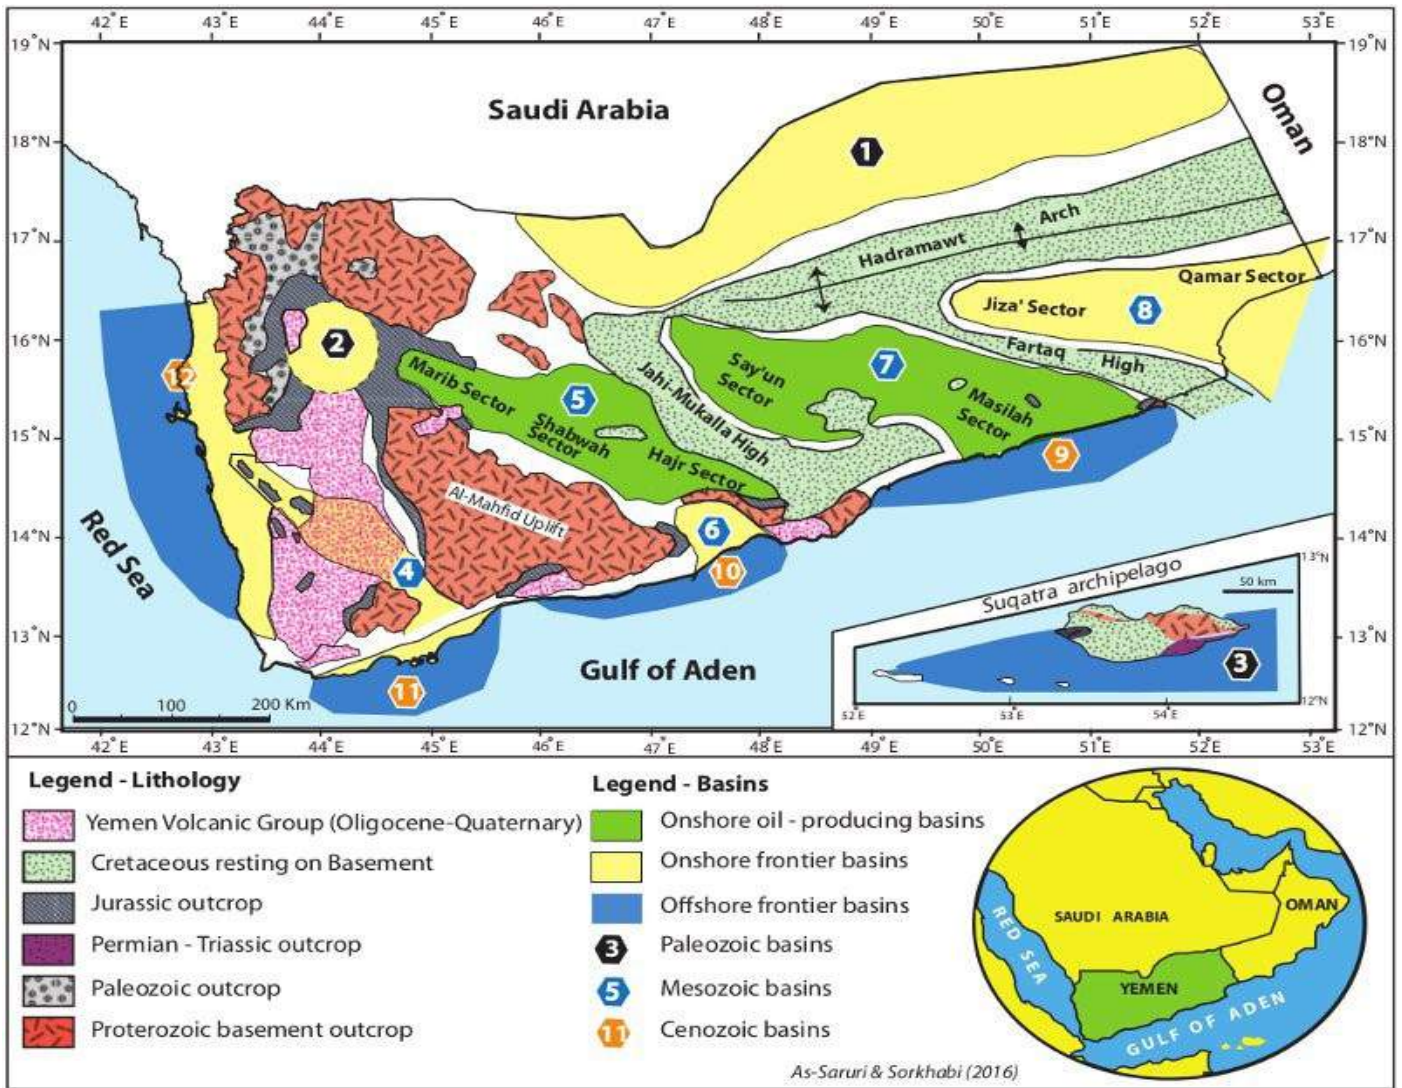 42°E 43°E 44°E 45°E 46°E 47°E 48°E 49°E 50°E 51°E 52°E 53°E
19°N 19°N
Saudi Arabia
Oman
18°N 18°N
1
Arch
17°N 17°N
Hadramawt
Qamar Sector
Jiza' Sector
8
16°N 16°N
2
Fartaq High
7
Say'un
Sector
12
Marib Sector
5
Jahi-Mukalla High
Masilah
Sector
15°N 15°N
Shabwah
Sector
Hajr Sector
9
Al-Mahfid Uplift
14°N 14°N
6
Red Sea
4
10
13°N
Suqatra archipelago
50 km
13°N 13°N
Gulf of Aden
3
11
0 100 200 Km
12°N
52°E 53°E 54°E
12°N 12°N
42°E 43°E 44°E 45°E 46°E 47°E 48°E 49°E 50°E 51°E 52°E 53°E
Legend - Lithology
Yemen Volcanic Group (Oligocene-Quaternary)
Cretaceous resting on Basement
Jurassic outcrop
Permian - Triassic outcrop
Paleozoic outcrop
Proterozoic basement outcrop
Legend - Basins
Onshore oil - producing basins
Onshore frontier basins
Offshore frontier basins
3 Paleozoic basins
5 Mesozoic basins
11 Cenozoic basins
As-Saruri & Sorkhabi (2016)
RED SEA
SAUDI ARABIA
OMAN
YEMEN
GULF OF ADEN